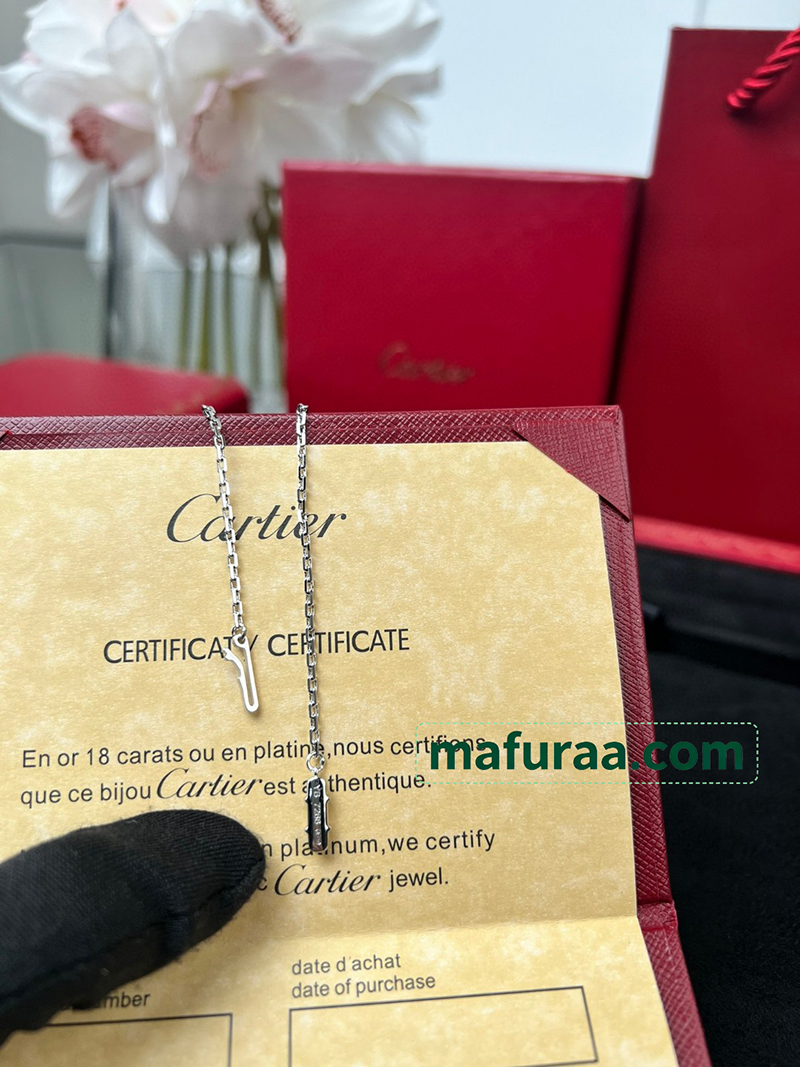 Cartier
Cartier
CERTIFICAT / CERTIFICATE
En or 18 carats ou en platine, nous certifions
mafuraa.com
que ce bijou Cartier est authentique.
platinum, we certify
Cartier jewel.
date d'achat
date of purchase